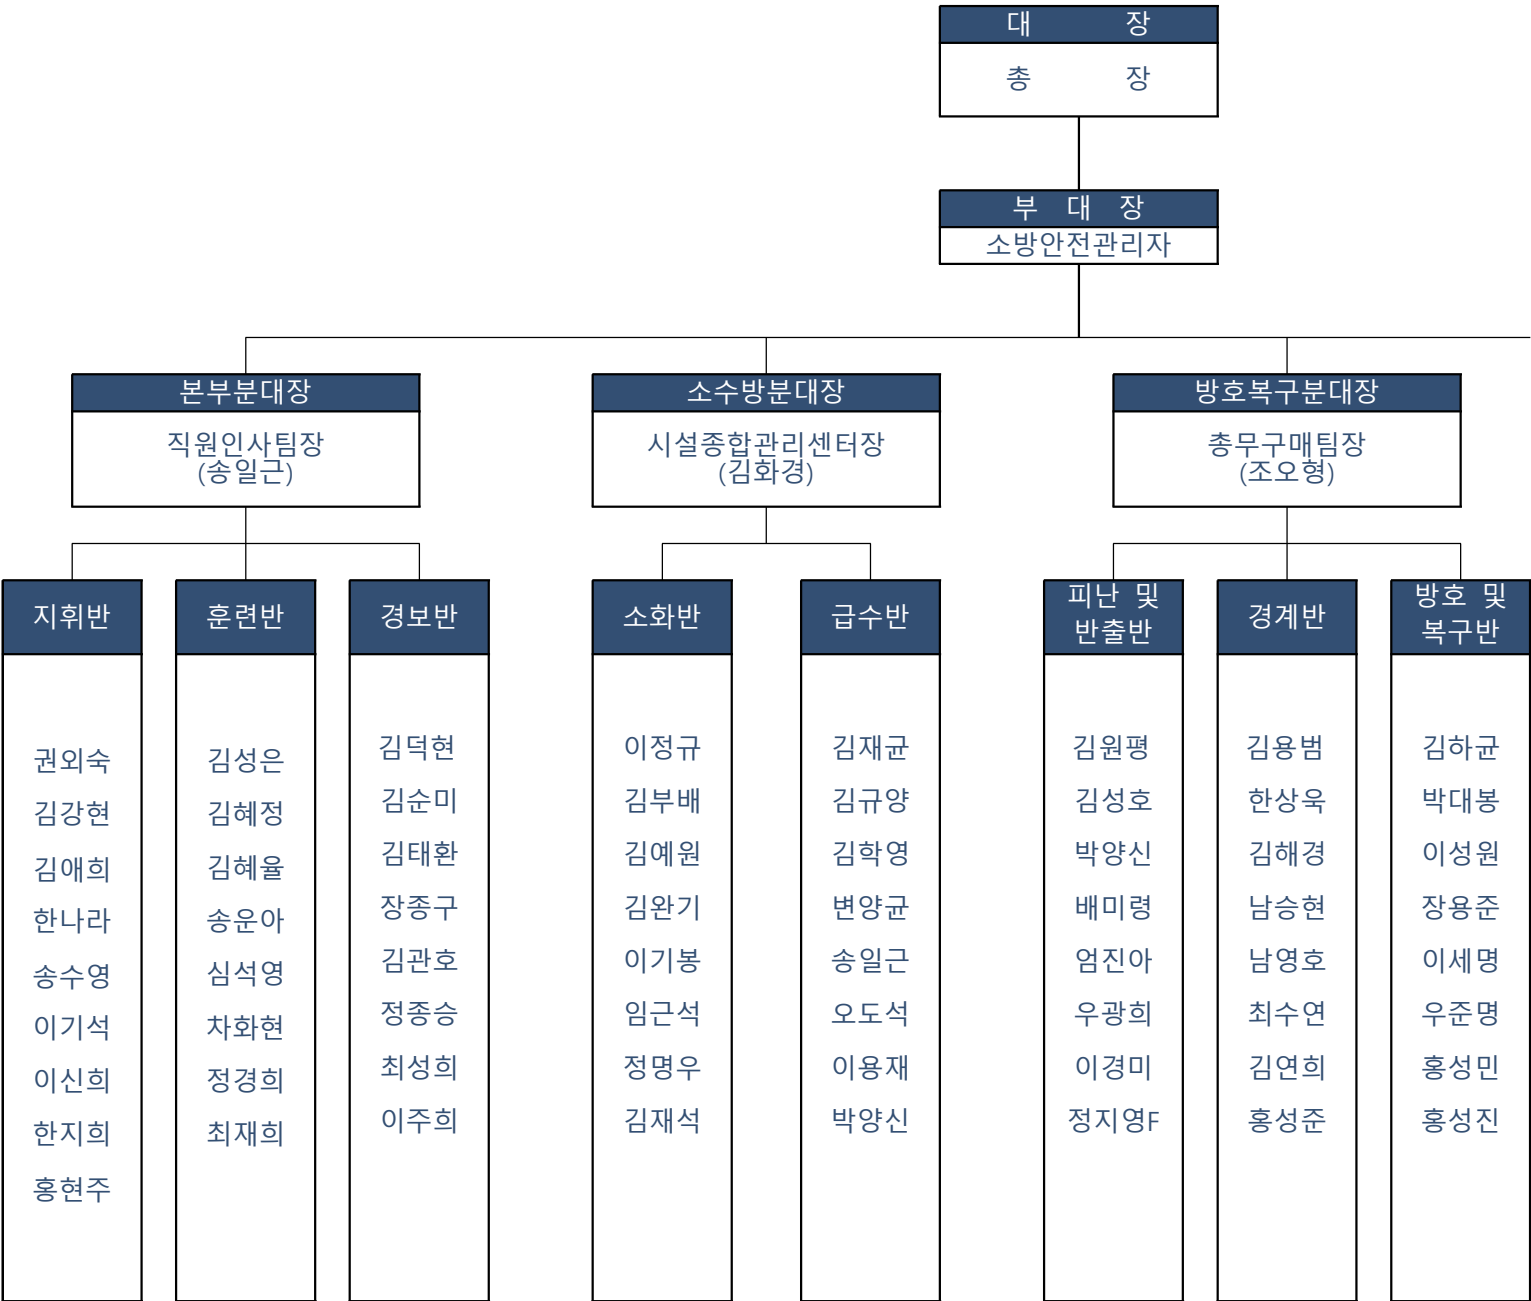 대 장
총 장
부 대 장
소방안전관리자
본부분대장
직원인사팀장
(송일근)
소수방분대장
시설종합관리센터장
(김화경)
방호복구분대장
총무구매팀장
(조오형)
지휘반
권외숙
김강현
김애희
한나라
송수영
이기석
이신희
한지희
홍현주
훈련반
김성은
김혜정
김혜율
송운아
심석영
차화현
정경희
최재희
경보반
김덕현
김순미
김태환
장종구
김관호
정종승
최성희
이주희
소화반
이정규
김부배
김예원
김완기
이기봉
임근석
정명우
김재석
급수반
김재균
김규양
김학영
변양균
송일근
오도석
이용재
박양신
피난 및
반출반
김원평
김성호
박양신
배미령
엄진아
우광희
이경미
정지영F
경계반
김용범
한상욱
김해경
남승현
남영호
최수연
김연희
홍성준
방호 및
복구반
김하균
박대봉
이성원
장용준
이세명
우준명
홍성민
홍성진